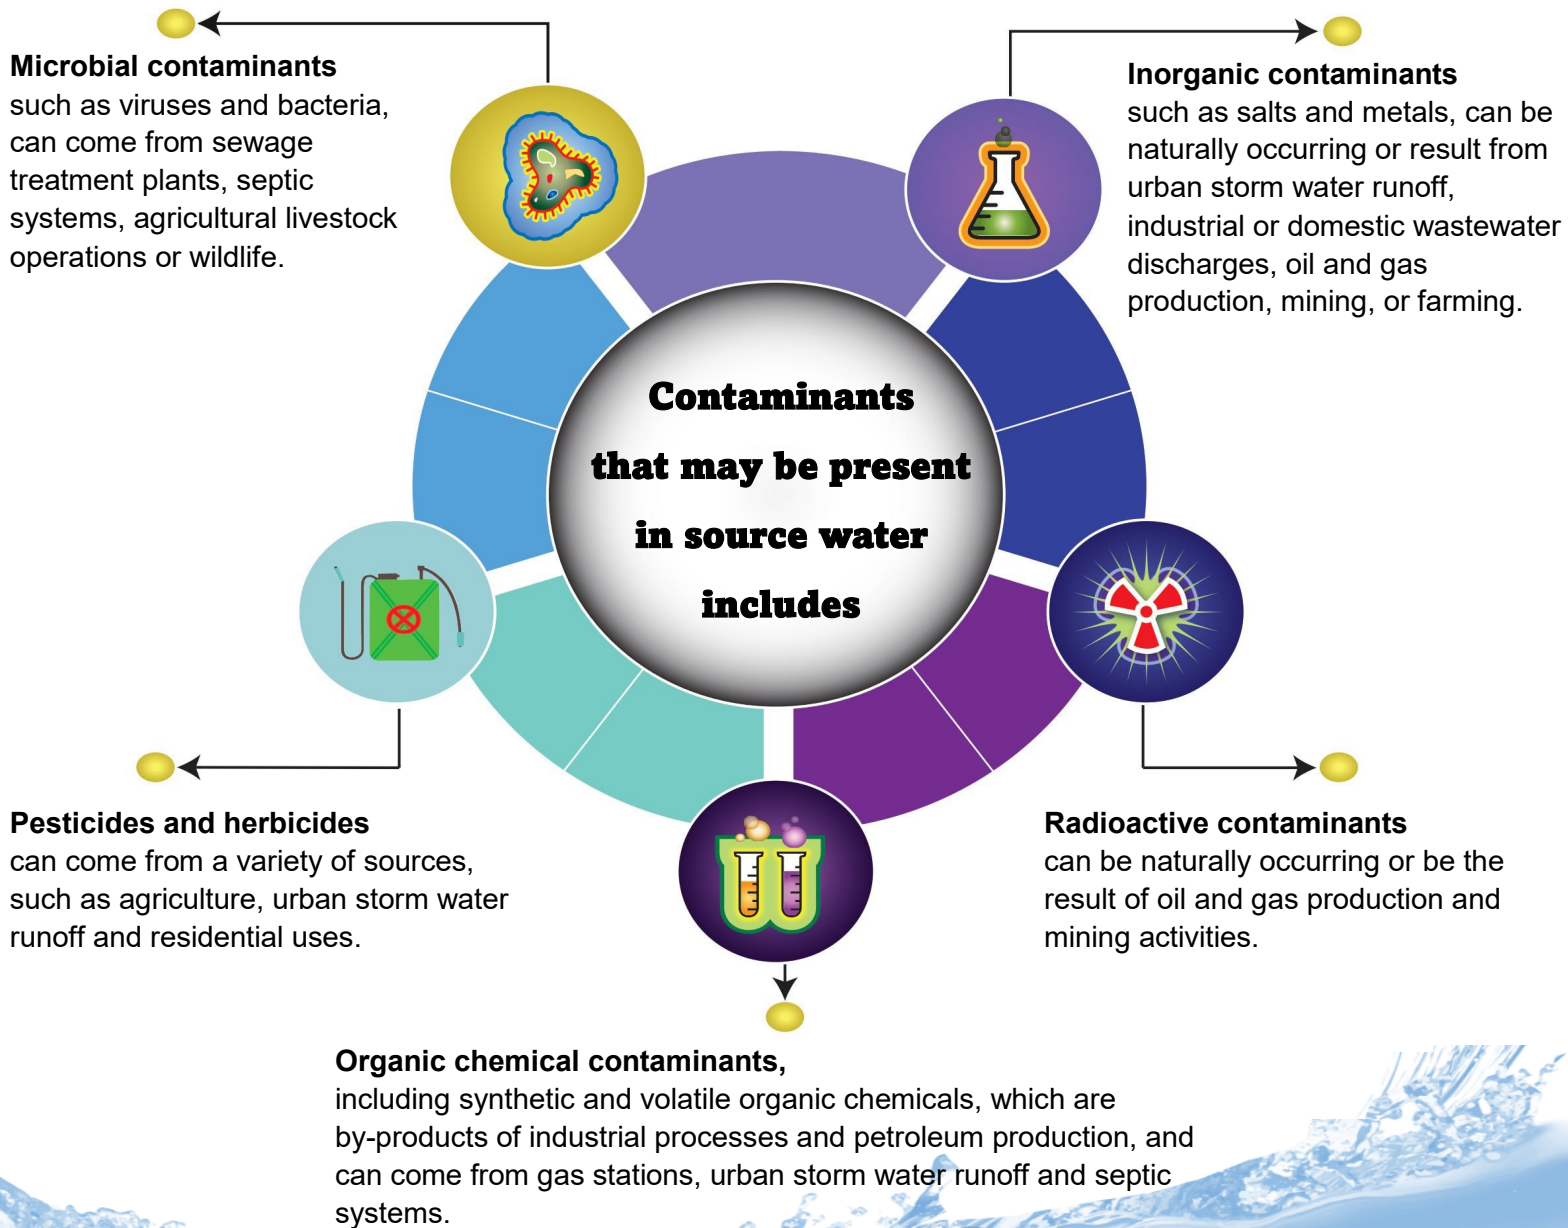 Microbial contaminants
such as viruses and bacteria,
can come from sewage
treatment plants, septic
systems, agricultural livestock
operations or wildlife.
Inorganic contaminants
such as salts and metals, can be
naturally occurring or result from
urban storm water runoff,
industrial or domestic wastewater
discharges, oil and gas
production, mining, or farming.
Contaminants
that may be present
in source water
includes
Pesticides and herbicides
can come from a variety of sources,
such as agriculture, urban storm water
runoff and residential uses.
Radioactive contaminants
can be naturally occurring or be the
result of oil and gas production and
mining activities.
Organic chemical contaminants,
including synthetic and volatile organic chemicals, which are
by-products of industrial processes and petroleum production, and
can come from gas stations, urban storm water runoff and septic
systems.